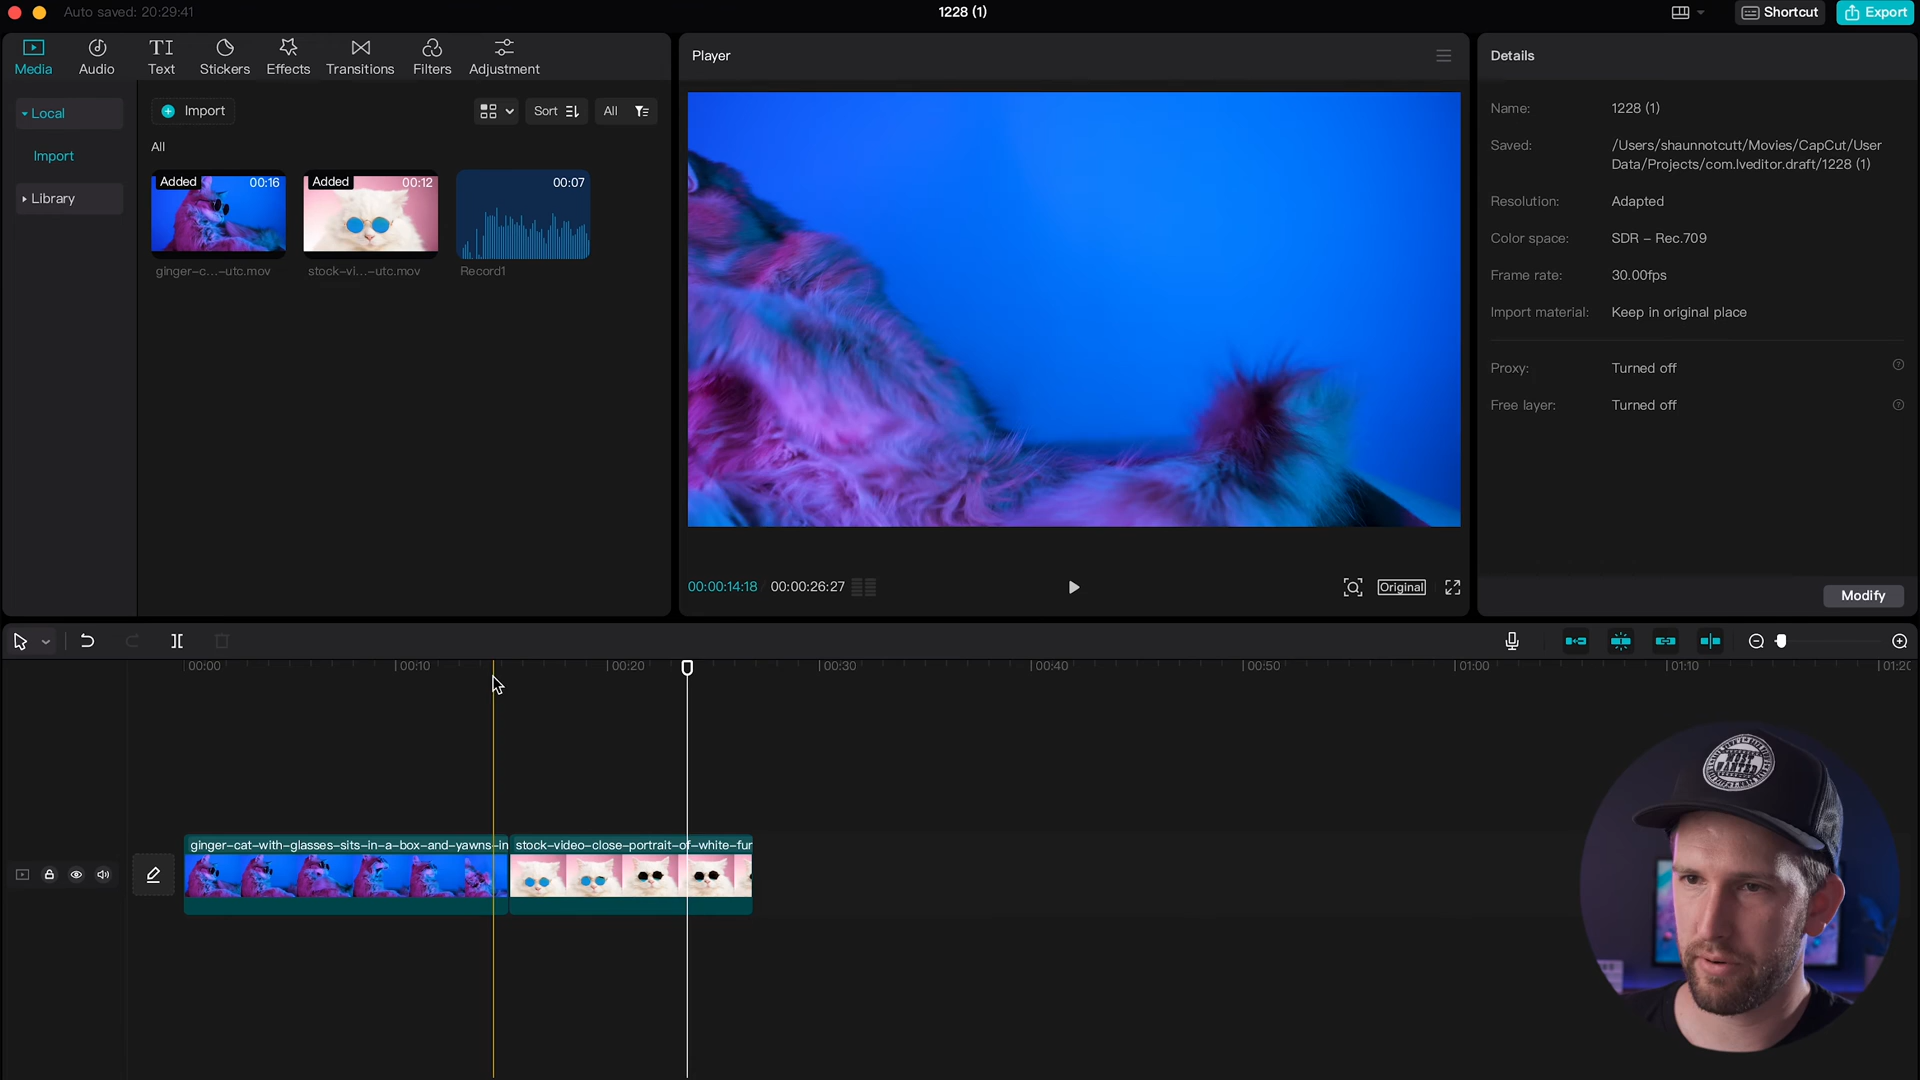 Auto saved: 20:29:41
1228 (1)
Shortcut
Export
Media
Audio
TI
Text
Stickers
Effects
Transitions
Filters
Adjustment
Local
Import
Library
Import
Sort
All
All
Added
00:16
ginger-c...-utc.mov
Added
00:12
stock-vi...-utc.mov
00:07
Record1
Player
00:00:14:18
00:00:26:27
Original
Details
Name:
1228 (1)
Saved:
/Users/shaunnotcutt/Movies/CapCut/User
Data/Projects/com.lveditor.draft/1228 (1)
Resolution:
Adapted
Color space:
SDR - Rec.709
Frame rate:
30.00fps
Import material:
Keep in original place
Proxy:
Turned off
Free layer:
Turned off
Modify
00:00
00:10
00:20
00:30
00:40
00:50
01:00
01:10
01:20
ginger-cat-with-glasses-sits-in-a-box-and-yawns-in
stock-video-close-portrait-of-white-fur
MOST
WANTED